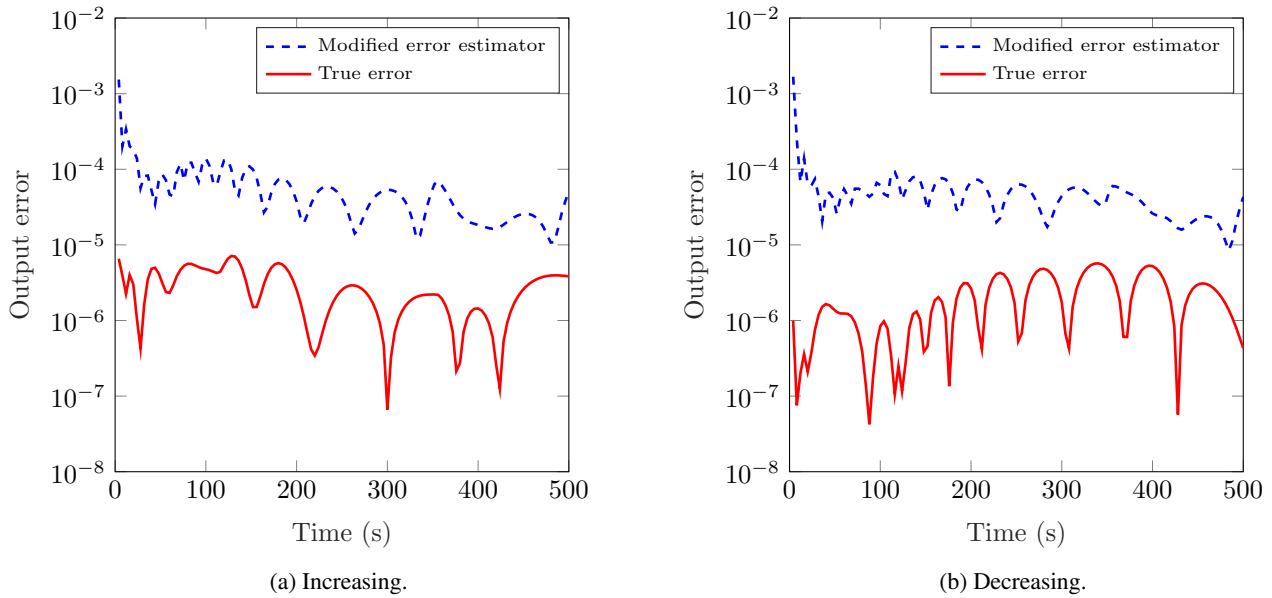 10^{-2}
10^{-3}
10^{-4}
10^{-5}
10^{-6}
10^{-7}
10^{-8}
Output error
Modified error estimator
True error
0 100 200 300 400 500
Time (s)
(a) Increasing.
10^{-2}
10^{-3}
10^{-4}
10^{-5}
10^{-6}
10^{-7}
10^{-8}
Output error
Modified error estimator
True error
0 100 200 300 400 500
Time (s)
(b) Decreasing.